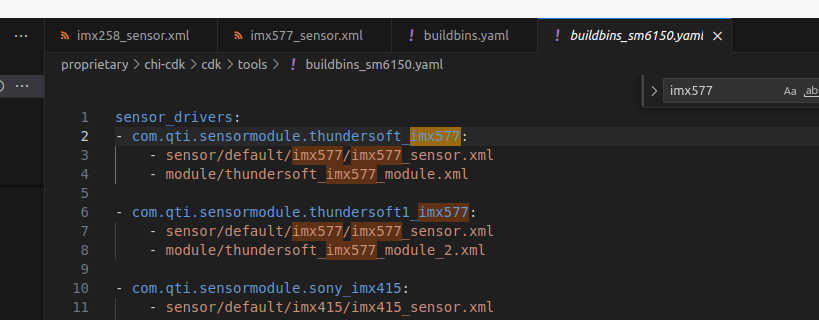 imx258_sensor.xml
imx577_sensor.xml
! buildbins.yaml
! buildbins_sm6150.yaml ×
proprietary > chi-cdk > cdk > tools > ! buildbins_sm6150.yaml
> imx577 Aa ab
1 sensor_drivers:
2 - com.qti.sensormodule.thundersoft_imx577:
3 - sensor/default/imx577/imx577_sensor.xml
4 - module/thundersoft_imx577_module.xml
5
6 - com.qti.sensormodule.thundersoft1_imx577:
7 - sensor/default/imx577/imx577_sensor.xml
8 - module/thundersoft_imx577_module_2.xml
9
10 - com.qti.sensormodule.sony_imx415:
11 - sensor/default/imx415/imx415_sensor.xml